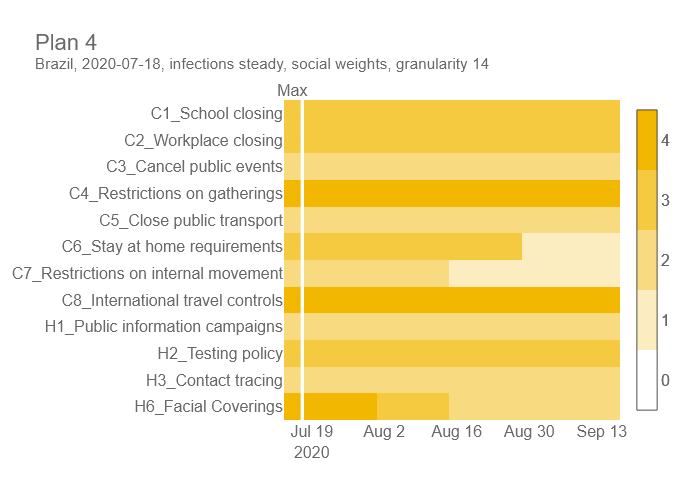 Plan 4
Brazil, 2020-07-18, infections steady, social weights, granularity 14
Max
C1_School closing
C2_Workplace closing
C3_Cancel public events
C4_Restrictions on gatherings
C5_Close public transport
C6_Stay at home requirements
C7_Restrictions on internal movement
C8_International travel controls
H1_Public information campaigns
H2_Testing policy
H3_Contact tracing
H6_Facial Coverings
4
3
2
1
0
Jul 19 Aug 2 Aug 16 Aug 30 Sep 13
2020